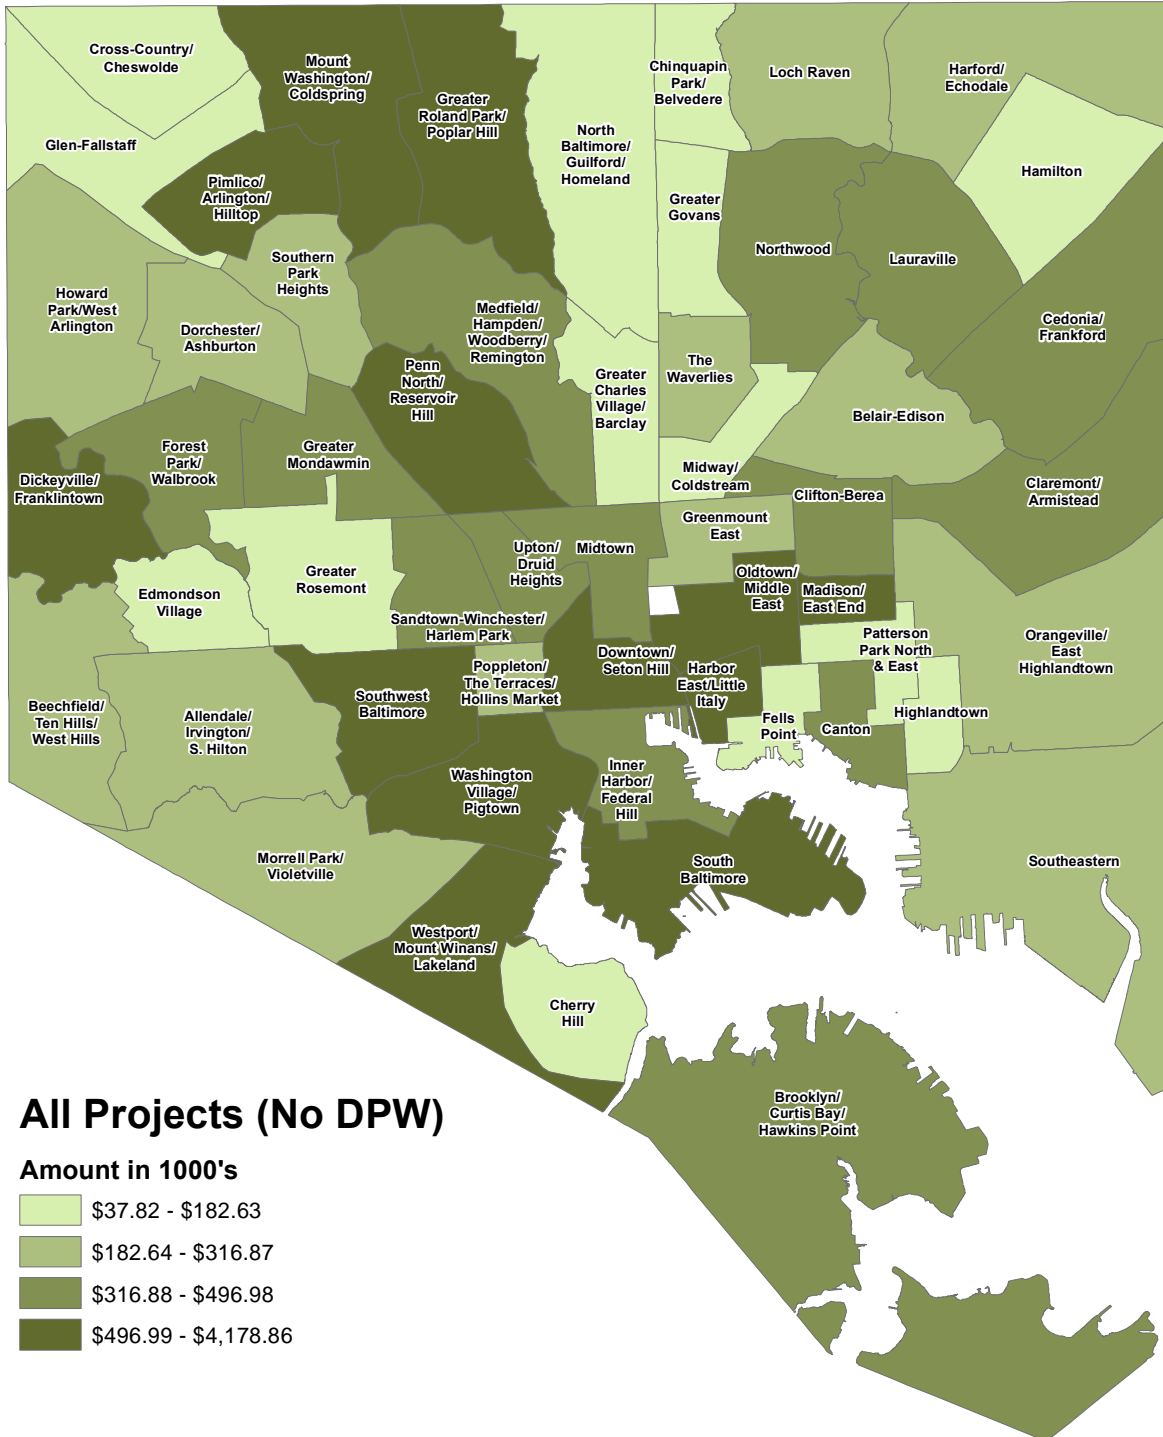 Cross-Country/
Cheswolde
Mount
Washington/
Coldspring
Greater
Roland Park/
Poplar Hill
Chinquapin
Park/
Belvedere
Loch Raven
Harford/
Echodale
Glen-Fallstaff
North
Baltimore/
Guilford/
Homeland
Hamilton
Pimlico/
Arlington/
Hilltop
Greater
Govans
Northwood
Lauraville
Southern
Park
Heights
Howard
Park/West
Arlington
Dorchester/
Ashburton
Medfield/
Hampden/
Woodberry/
Remington
Cedonia/
Frankford
Penn
North/
Reservoir
Hill
Greater
Charles
Village/
Barclay
The
Waverlies
Belair-Edison
Forest
Park/
Walbrook
Greater
Mondawmin
Midway/
Coldstream
Dickeyville/
Franklintown
Clifton-Berea
Claremont/
Armistead
Greenmount
East
Upton/
Druid
Heights
Midtown
Greater
Rosemont
Oldtown/
Middle
East
Madison/
East End
Edmondson
Village
Sandtown-Winchester/
Harlem Park
Patterson
Park North
& East
Orangeville/
East
Highlandtown
Downtown/
Seton Hill
Poppleton/
The Terraces/
Hollins Market
Harbor
East/Little
Italy
Southwest
Baltimore
Beechfield/
Ten Hills/
West Hills
Allendale/
Irvington/
S. Hilton
Fells
Point
Canton
Highlandtown
Washington
Village/
Pigtown
Inner
Harbor/
Federal
Hill
Morrell Park/
Violetville
South
Baltimore
Southeastern
Westport/
Mount Winans/
Lakeland
Cherry
Hill
Brooklyn/
Curtis Bay/
Hawkins Point
All Projects (No DPW)
Amount in 1000's
$37.82 - $182.63
$182.64 - $316.87
$316.88 - $496.98
$496.99 - $4,178.86